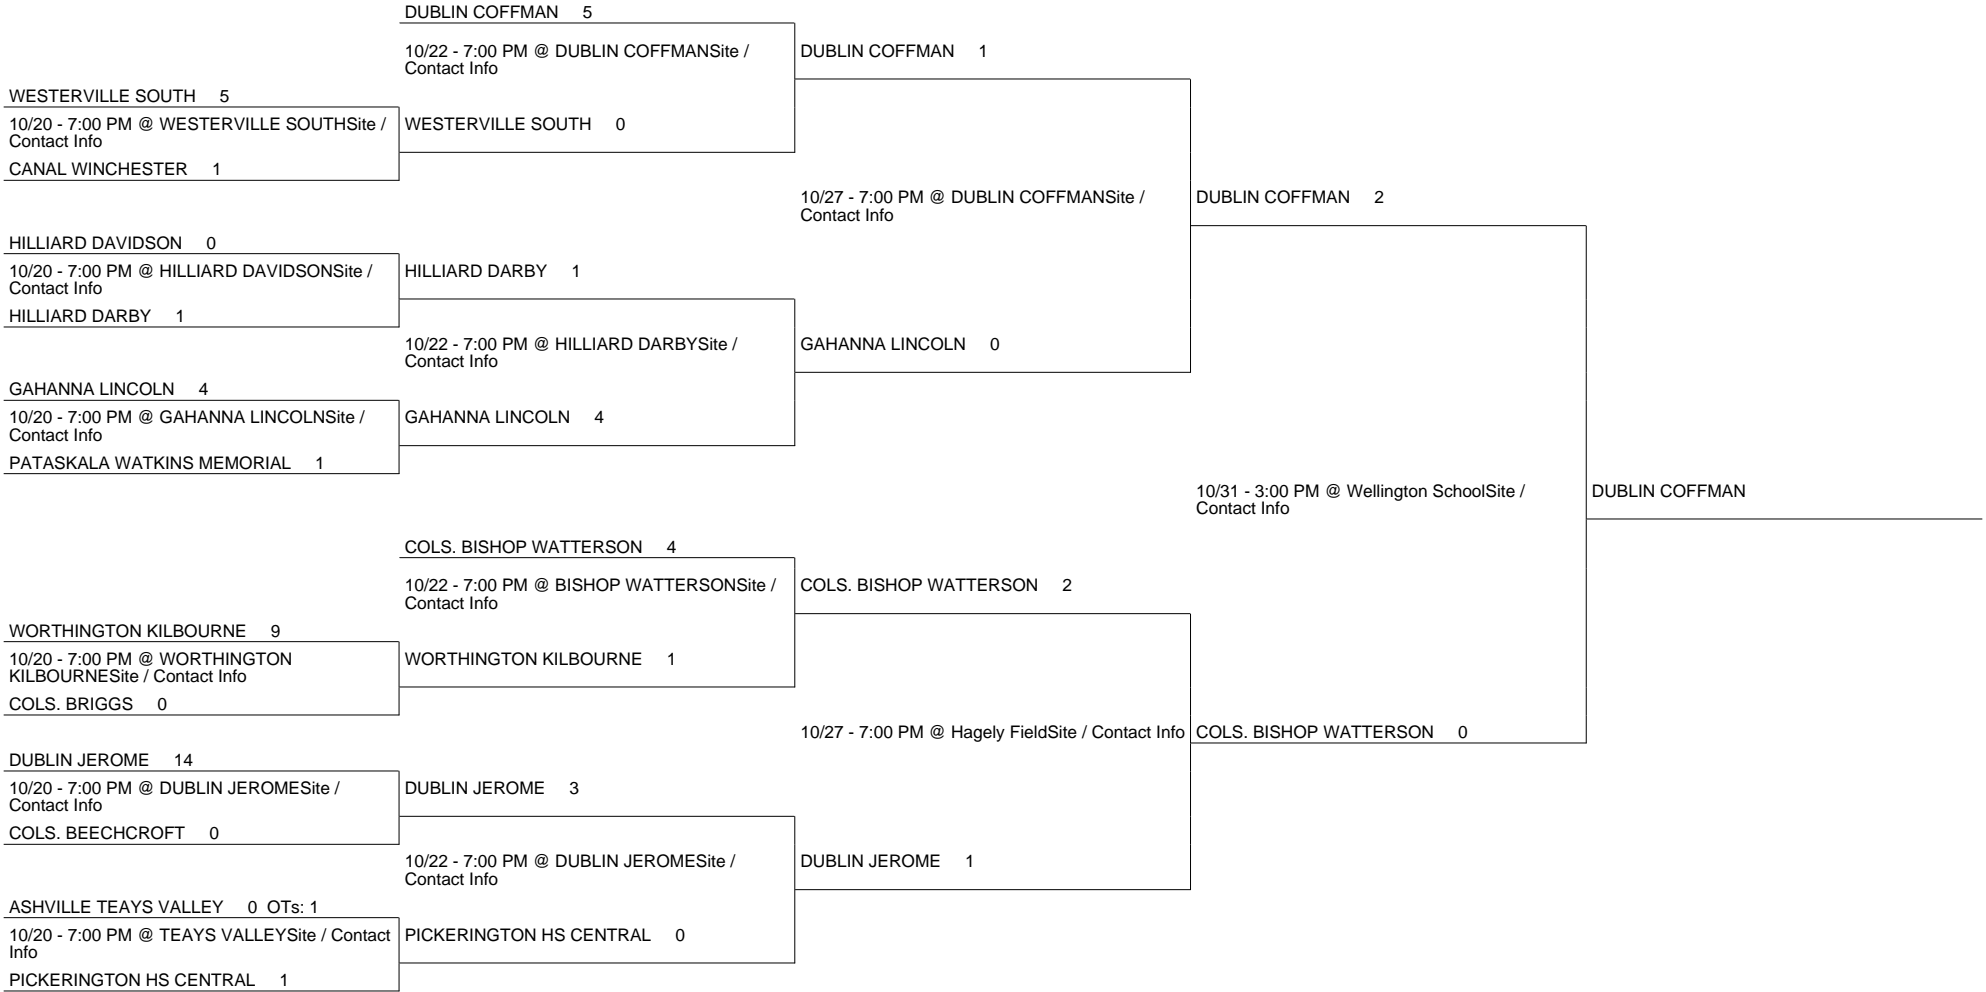 DUBLIN COFFMAN 5
10/22 - 7:00 PM @ DUBLIN COFFMANSite /
Contact Info
DUBLIN COFFMAN 1
WESTERVILLE SOUTH 5
10/20 - 7:00 PM @ WESTERVILLE SOUTHSite /
Contact Info
WESTERVILLE SOUTH 0
CANAL WINCHESTER 1
10/27 - 7:00 PM @ DUBLIN COFFMANSite /
Contact Info
DUBLIN COFFMAN 2
HILLIARD DAVIDSON 0
10/20 - 7:00 PM @ HILLIARD DAVIDSONSite /
Contact Info
HILLIARD DARBY 1
HILLIARD DARBY 1
10/22 - 7:00 PM @ HILLIARD DARBYSite /
Contact Info
GAHANNA LINCOLN 0
GAHANNA LINCOLN 4
10/20 - 7:00 PM @ GAHANNA LINCOLNSite /
Contact Info
GAHANNA LINCOLN 4
PATASKALA WATKINS MEMORIAL 1
10/31 - 3:00 PM @ Wellington SchoolSite /
Contact Info
DUBLIN COFFMAN
COLS. BISHOP WATTERSON 4
10/22 - 7:00 PM @ BISHOP WATTERSONSite /
Contact Info
COLS. BISHOP WATTERSON 2
WORTHINGTON KILBOURNE 9
10/20 - 7:00 PM @ WORTHINGTON
KILBOURNESite / Contact Info
WORTHINGTON KILBOURNE 1
COLS. BRIGGS 0
10/27 - 7:00 PM @ Hagely FieldSite / Contact Info
COLS. BISHOP WATTERSON 0
DUBLIN JEROME 14
10/20 - 7:00 PM @ DUBLIN JEROMESite /
Contact Info
DUBLIN JEROME 3
COLS. BEECHCROFT 0
10/22 - 7:00 PM @ DUBLIN JEROMESite /
Contact Info
DUBLIN JEROME 1
ASHVILLE TEAYS VALLEY 0 OTs: 1
10/20 - 7:00 PM @ TEAYS VALLEYSite / Contact
Info
PICKERINGTON HS CENTRAL 0
PICKERINGTON HS CENTRAL 1